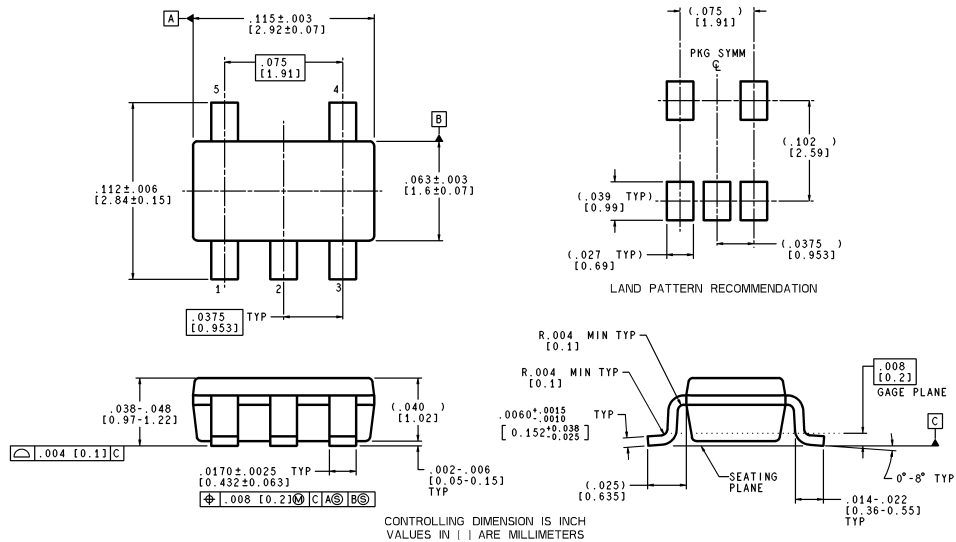 A
.115±.003
[2.92±0.07]
.075
[1.91]
5
4
B
.112±.006
[2.84±0.15]
.063±.003
[1.6±0.07]
1
2
3
.0375 TYP
[0.953]
(.075 )
[1.91]
PKG SYMM
℄
(.102 )
[2.59]
(.039 TYP)
[0.99]
(.027 TYP)
[0.69]
(.0375 )
[0.953]
LAND PATTERN RECOMMENDATION
.038-.048
[0.97-1.22]
(.040 )
[1.02]
⌓ .004 [0.1] C
.0170±.0025 TYP
[0.432±0.063]
⌖ .008 [0.2]Ⓜ C AⓈ BⓈ
.002-.006
[0.05-0.15]
TYP
R.004 MIN TYP
[0.1]
R.004 MIN TYP
[0.1]
.0060+.0015-.0010 TYP
[0.152+0.038-0.025]
.008
[0.2]
GAGE PLANE
C
(.025)
[0.635]
SEATING
PLANE
0°-8° TYP
.014-.022
[0.36-0.55]
TYP
CONTROLLING DIMENSION IS INCH
VALUES IN [ ] ARE MILLIMETERS